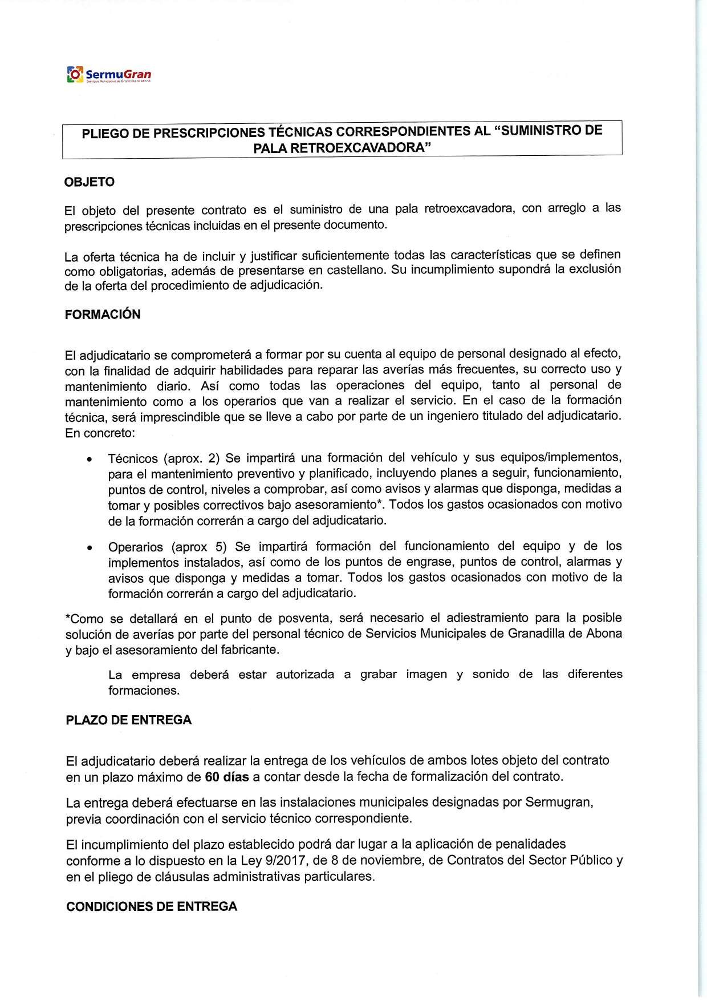 SermuGran
Servicios Municipales de Granadilla de Abona
PLIEGO DE PRESCRIPCIONES TÉCNICAS CORRESPONDIENTES AL “SUMINISTRO DE
PALA RETROEXCAVADORA”
OBJETO
El objeto del presente contrato es el suministro de una pala retroexcavadora, con arreglo a las
prescripciones técnicas incluidas en el presente documento.
La oferta técnica ha de incluir y justificar suficientemente todas las características que se definen
como obligatorias, además de presentarse en castellano. Su incumplimiento supondrá la exclusión
de la oferta del procedimiento de adjudicación.
FORMACIÓN
El adjudicatario se comprometerá a formar por su cuenta al equipo de personal designado al efecto,
con la finalidad de adquirir habilidades para reparar las averías más frecuentes, su correcto uso y
mantenimiento diario. Así como todas las operaciones del equipo, tanto al personal de
mantenimiento como a los operarios que van a realizar el servicio. En el caso de la formación
técnica, será imprescindible que se lleve a cabo por parte de un ingeniero titulado del adjudicatario.
En concreto:
• Técnicos (aprox. 2) Se impartirá una formación del vehículo y sus equipos/implementos,
para el mantenimiento preventivo y planificado, incluyendo planes a seguir, funcionamiento,
puntos de control, niveles a comprobar, así como avisos y alarmas que disponga, medidas a
tomar y posibles correctivos bajo asesoramiento*. Todos los gastos ocasionados con motivo
de la formación correrán a cargo del adjudicatario.
• Operarios (aprox 5) Se impartirá formación del funcionamiento del equipo y de los
implementos instalados, así como de los puntos de engrase, puntos de control, alarmas y
avisos que disponga y medidas a tomar. Todos los gastos ocasionados con motivo de la
formación correrán a cargo del adjudicatario.
*Como se detallará en el punto de posventa, será necesario el adiestramiento para la posible
solución de averías por parte del personal técnico de Servicios Municipales de Granadilla de Abona
y bajo el asesoramiento del fabricante.
La empresa deberá estar autorizada a grabar imagen y sonido de las diferentes
formaciones.
PLAZO DE ENTREGA
El adjudicatario deberá realizar la entrega de los vehículos de ambos lotes objeto del contrato
en un plazo máximo de 60 días a contar desde la fecha de formalización del contrato.
La entrega deberá efectuarse en las instalaciones municipales designadas por Sermugran,
previa coordinación con el servicio técnico correspondiente.
El incumplimiento del plazo establecido podrá dar lugar a la aplicación de penalidades
conforme a lo dispuesto en la Ley 9/2017, de 8 de noviembre, de Contratos del Sector Público y
en el pliego de cláusulas administrativas particulares.
CONDICIONES DE ENTREGA